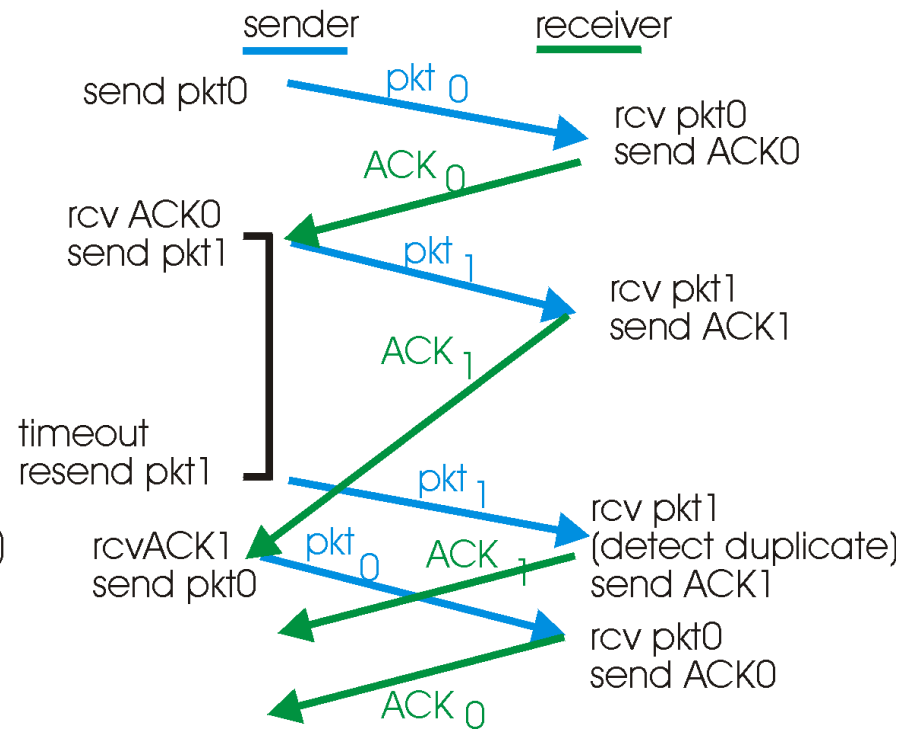 sender
receiver
send pkt0
pkt 0
rcv pkt0
send ACK0
ACK 0
rcv ACK0
send pkt1
pkt 1
rcv pkt1
send ACK1
ACK 1
timeout
resend pkt1
pkt 1
rcv pkt1
(detect duplicate)
send ACK1
)
rcvACK1
send pkt0
pkt 0
ACK 1
rcv pkt0
send ACK0
ACK 0